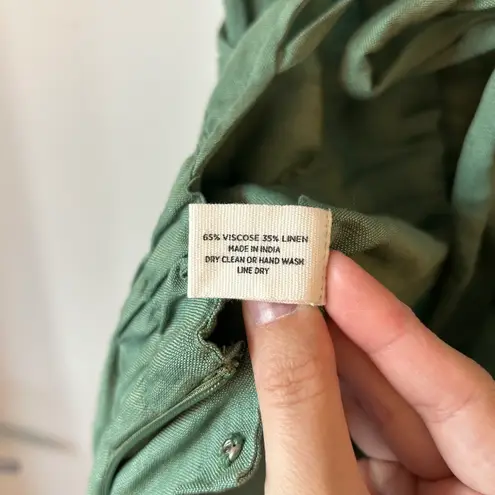 65% VISCOSE 35% LINEN
MADE IN INDIA
DRY CLEAN OR HAND WASH
LINE DRY